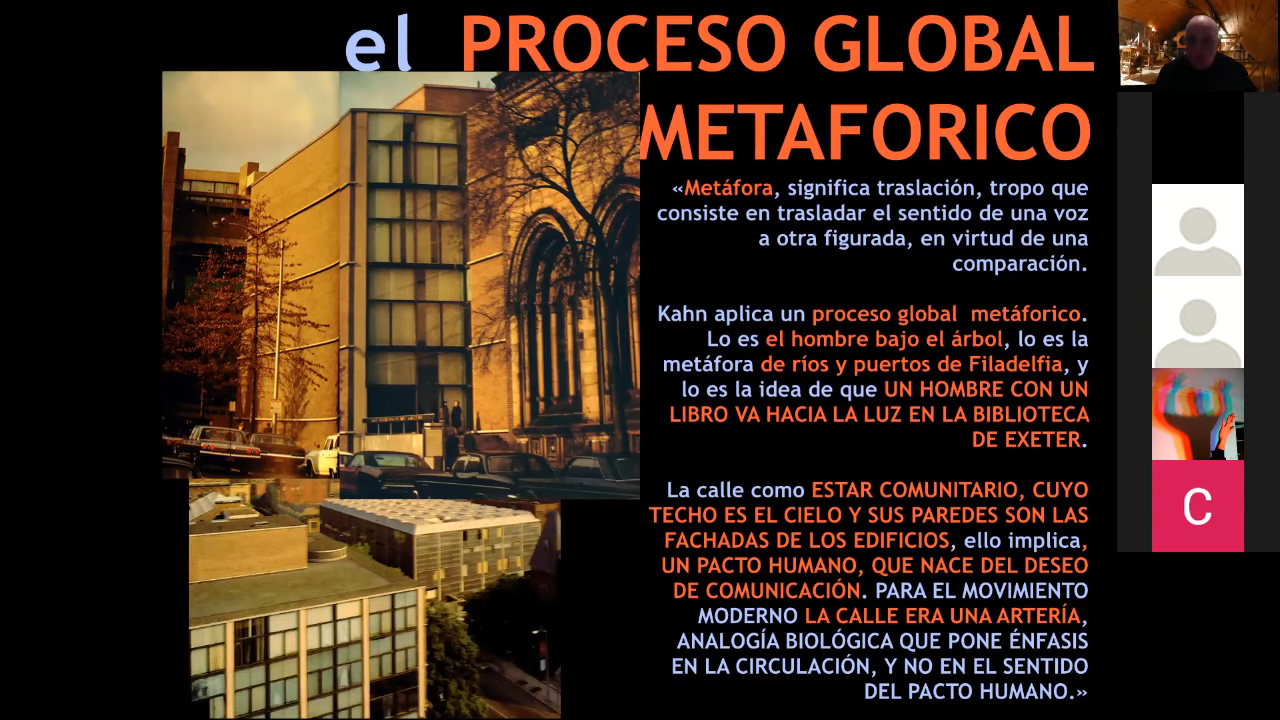 el PROCESO GLOBAL
METAFORICO
«Metáfora, significa traslación, tropo que
consiste en trasladar el sentido de una voz
a otra figurada, en virtud de una
comparación.
Kahn aplica un proceso global metáforico.
Lo es el hombre bajo el árbol, lo es la
metáfora de ríos y puertos de Filadelfia, y
lo es la idea de que UN HOMBRE CON UN
LIBRO VA HACIA LA LUZ EN LA BIBLIOTECA
DE EXETER.
La calle como ESTAR COMUNITARIO, CUYO
TECHO ES EL CIELO Y SUS PAREDES SON LAS
FACHADAS DE LOS EDIFICIOS, ello implica,
UN PACTO HUMANO, QUE NACE DEL DESEO
DE COMUNICACIÓN. PARA EL MOVIMIENTO
MODERNO LA CALLE ERA UNA ARTERÍA,
ANALOGÍA BIOLÓGICA QUE PONE ÉNFASIS
EN LA CIRCULACIÓN, Y NO EN EL SENTIDO
DEL PACTO HUMANO.»
C